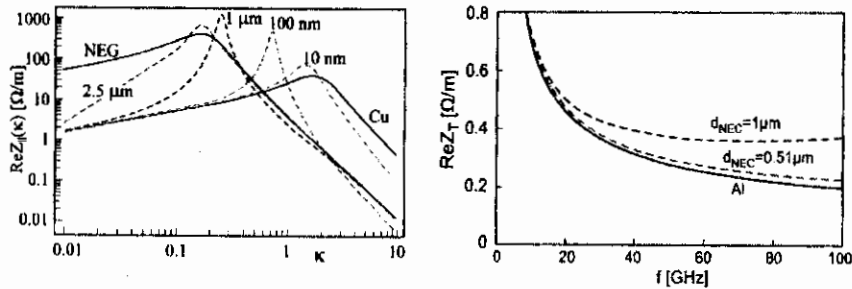 1000
100
10
1
0.1
0.01
ReZ||(κ) [Ω/m]
NEG
2.5 μm
1 μm
100 nm
10 nm
Cu
0.01
0.1
1
10
κ
0.8
0.6
0.4
0.2
0
ReZT [Ω/m]
dNEC=1μm
dNEC=0.51μm
Al
0
20
40
60
80
100
f [GHz]